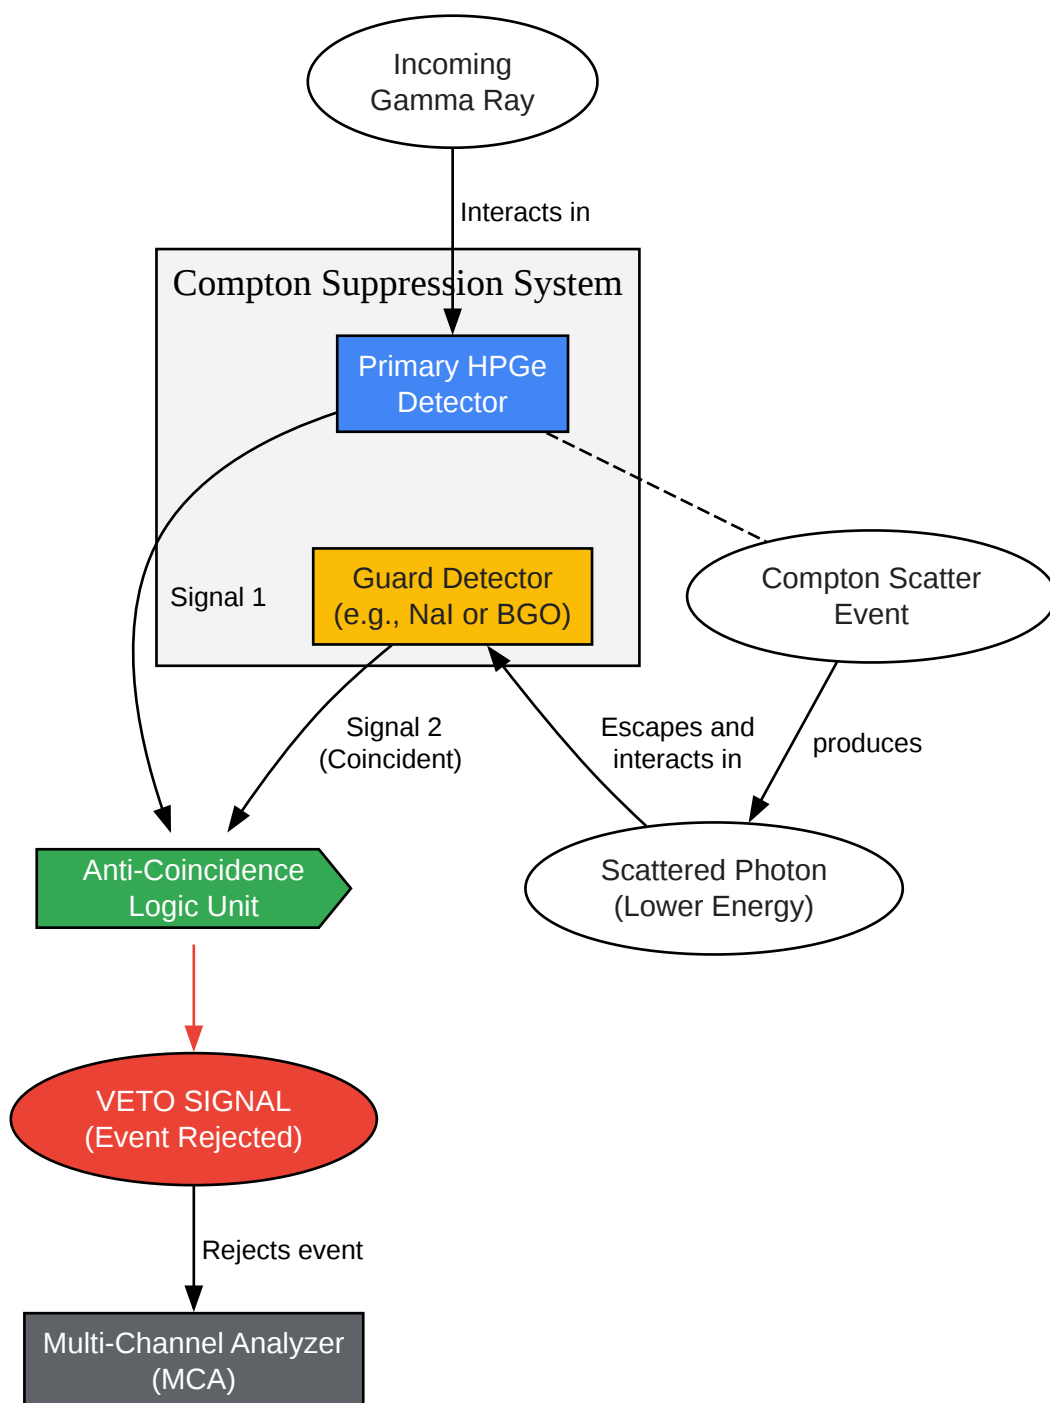 Incoming
Gamma Ray
Interacts in
Compton Suppression System
Primary HPGe
Detector
Guard Detector
(e.g., NaI or BGO)
Compton Scatter
Event
Signal 1
Signal 2
(Coincident)
Escapes and
interacts in
produces
Anti-Coincidence
Logic Unit
Scattered Photon
(Lower Energy)
VETO SIGNAL
(Event Rejected)
Rejects event
Multi-Channel Analyzer
(MCA)